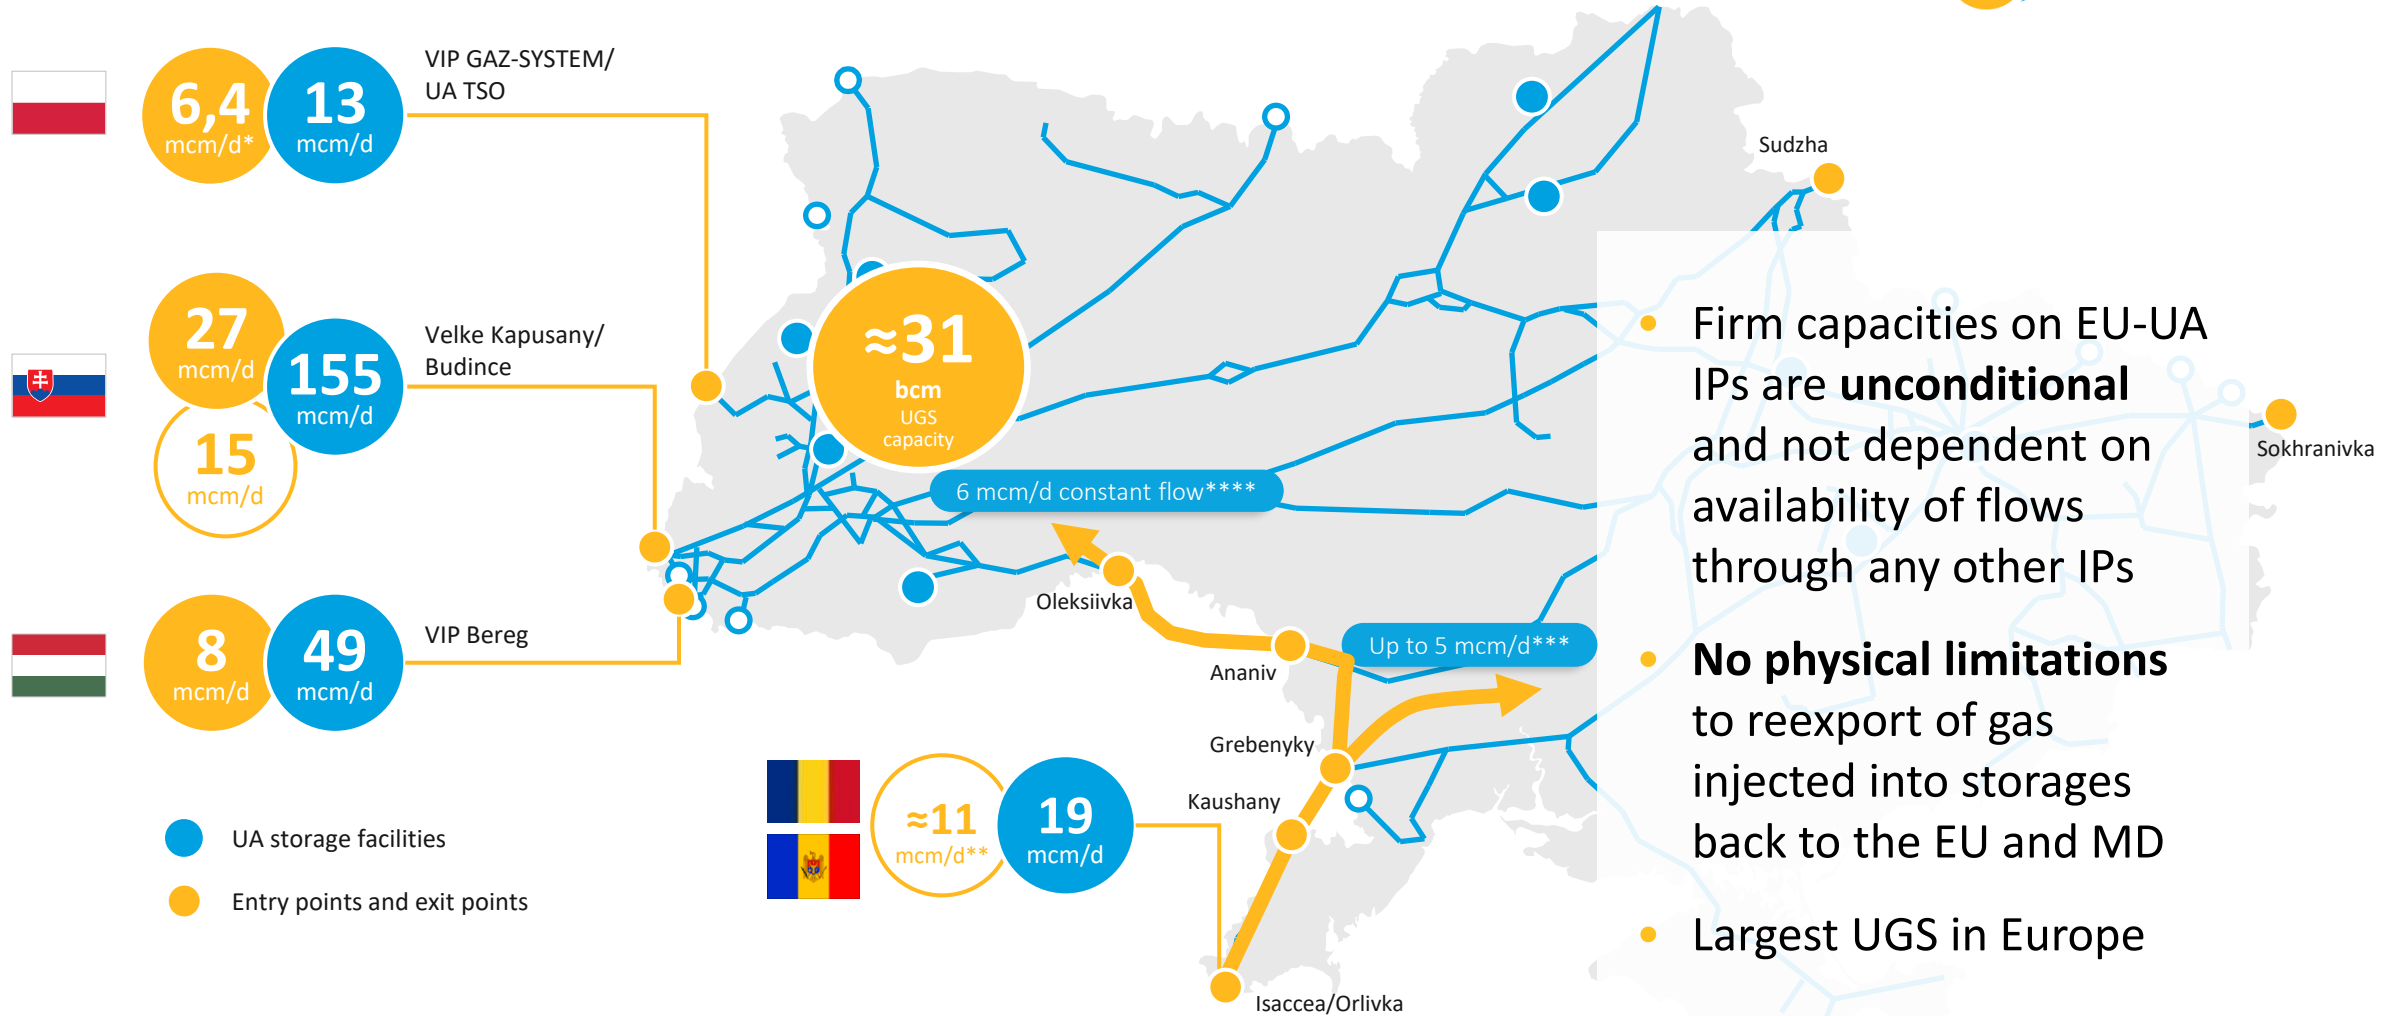 6,4
mcm/d*
13
mcm/d
VIP GAZ-SYSTEM/
UA TSO
27
mcm/d
155
mcm/d
15
mcm/d
Velke Kapusany/
Budince
8
mcm/d
49
mcm/d
VIP Bereg
UA storage facilities
Entry points and exit points
≈31
bcm
UGS
capacity
6 mcm/d constant flow****
Oleksiivka
Ananiv
Up to 5 mcm/d***
Grebenyky
Kaushany
≈11
mcm/d**
19
mcm/d
Isaccea/Orlivka
Sudzha
Sokhranivka
• Firm capacities on EU-UA
IPs are unconditional
and not dependent on
availability of flows
through any other IPs
• No physical limitations
to reexport of gas
injected into storages
back to the EU and MD
• Largest UGS in Europe